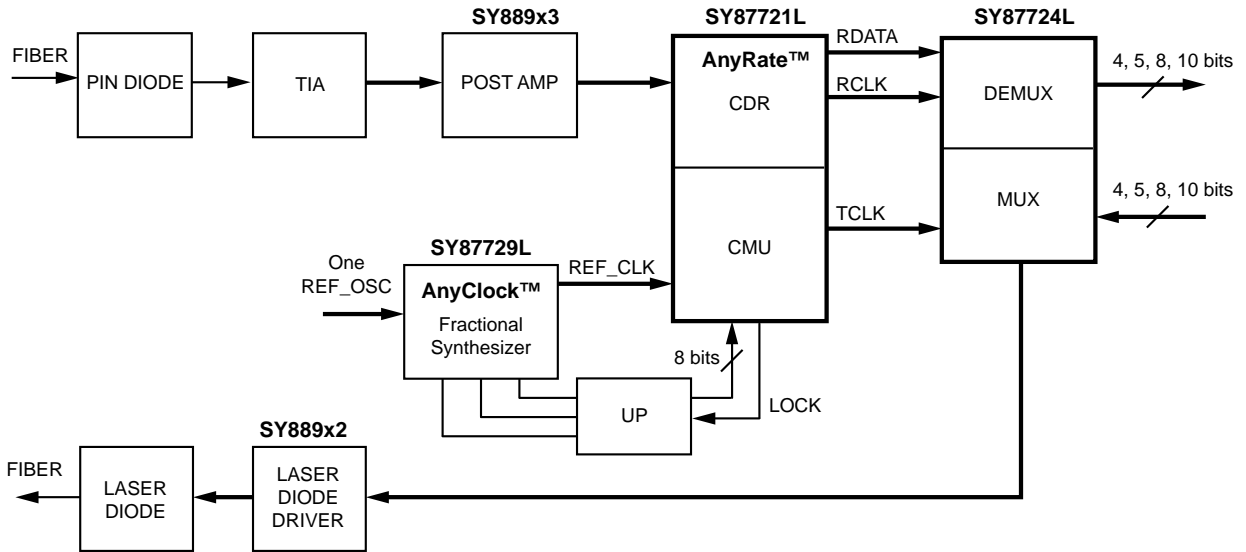 SY889x3
SY87721L
SY87724L
FIBER
PIN DIODE
TIA
POST AMP
AnyRate™
CDR
RDATA
RCLK
DEMUX
4, 5, 8, 10 bits
CMU
TCLK
MUX
4, 5, 8, 10 bits
SY87729L
One
REF_OSC
AnyClock™
Fractional
Synthesizer
REF_CLK
8 bits
UP
LOCK
SY889x2
FIBER
LASER
DIODE
LASER
DIODE
DRIVER